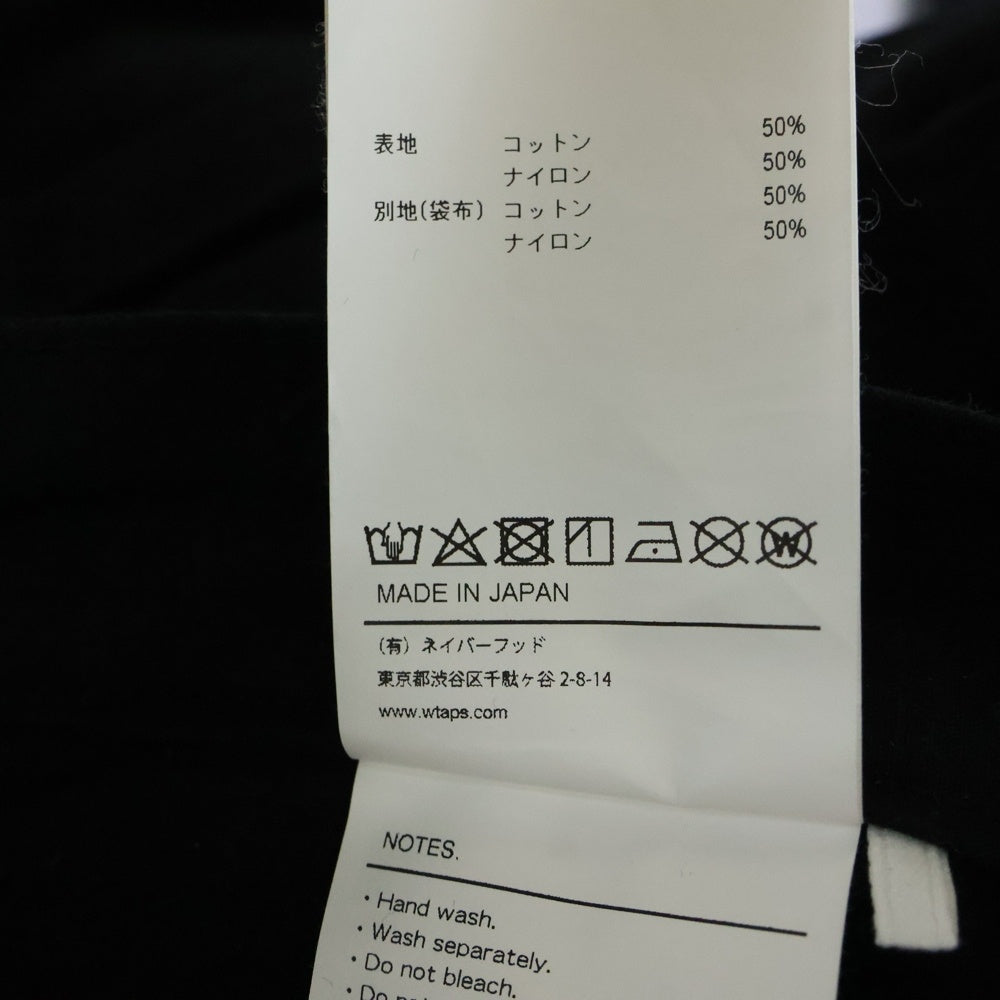 表地 コットン 50%
ナイロン 50%
別地(袋布) コットン 50%
ナイロン 50%
W
MADE IN JAPAN
(有) ネイバーフッド
東京都渋谷区千駄ヶ谷 2-8-14
www.wtaps.com
NOTES.
・Hand wash.
・Wash separately.
・Do not bleach.
・Do